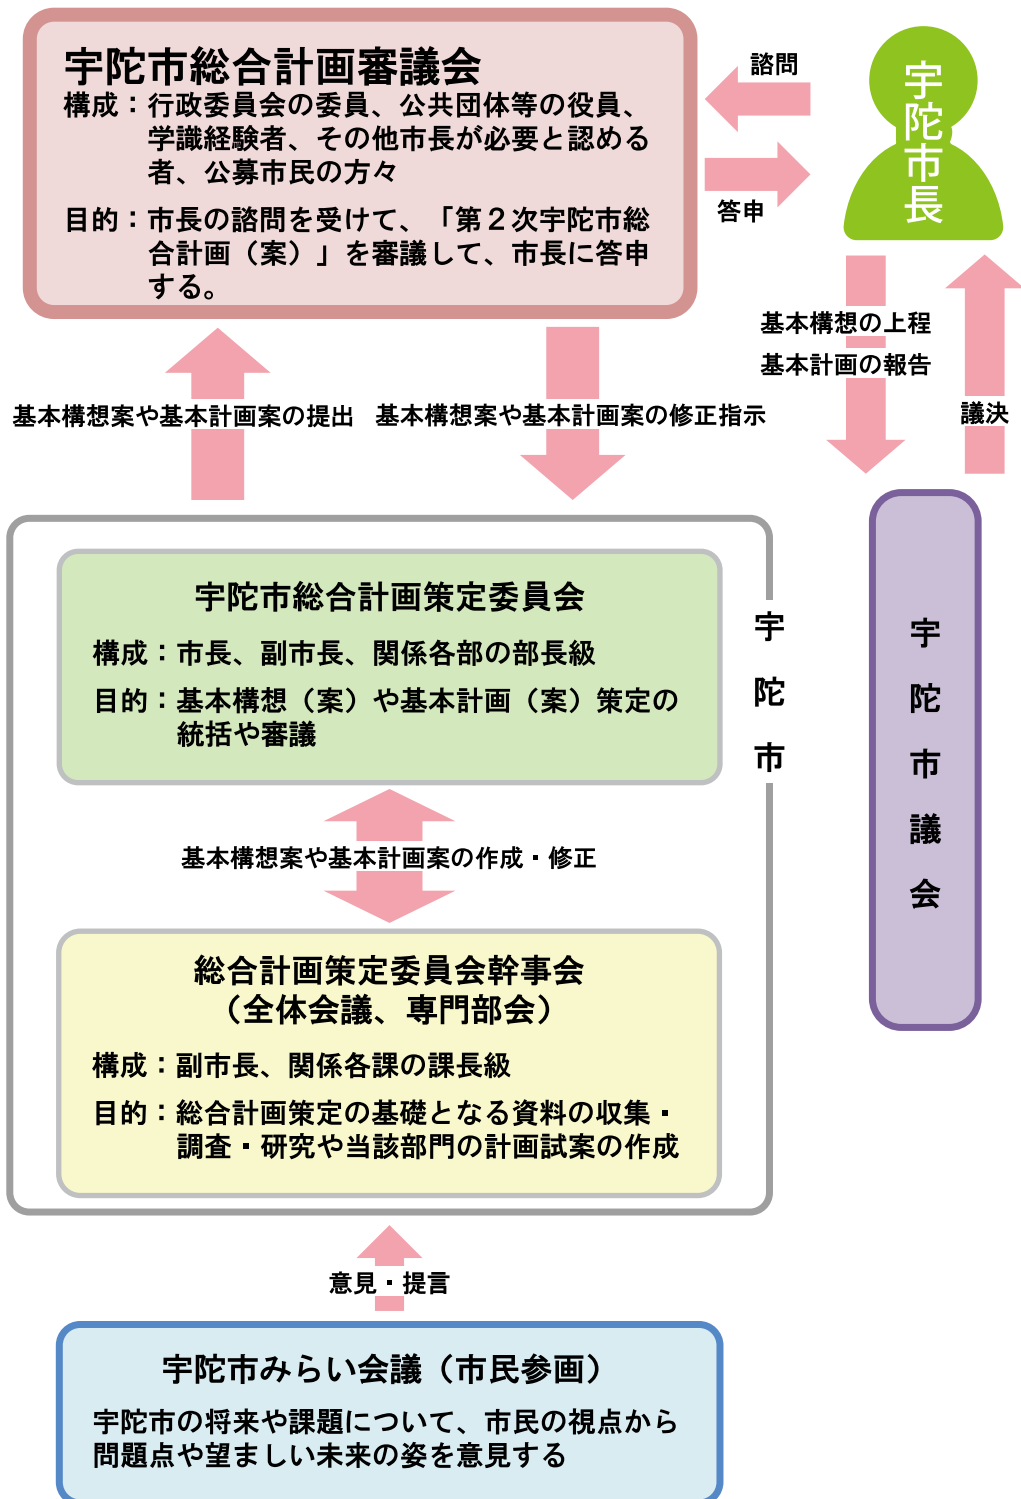 宇陀市総合計画審議会
構成：行政委員会の委員、公共団体等の役員、
学識経験者、その他市長が必要と認める
者、公募市民の方々
目的：市長の諮問を受けて、「第２次宇陀市総
合計画（案）」を審議して、市長に答申
する。
諮問
答申
宇陀市長
基本構想の上程
基本計画の報告
議決
基本構想案や基本計画案の提出
基本構想案や基本計画案の修正指示
宇陀市総合計画策定委員会
構成：市長、副市長、関係各部の部長級
目的：基本構想（案）や基本計画（案）策定の
統括や審議
宇陀市
宇陀市議会
基本構想案や基本計画案の作成・修正
総合計画策定委員会幹事会
（全体会議、専門部会）
構成：副市長、関係各課の課長級
目的：総合計画策定の基礎となる資料の収集・
調査・研究や当該部門の計画試案の作成
意見・提言
宇陀市みらい会議（市民参画）
宇陀市の将来や課題について、市民の視点から
問題点や望ましい未来の姿を意見する